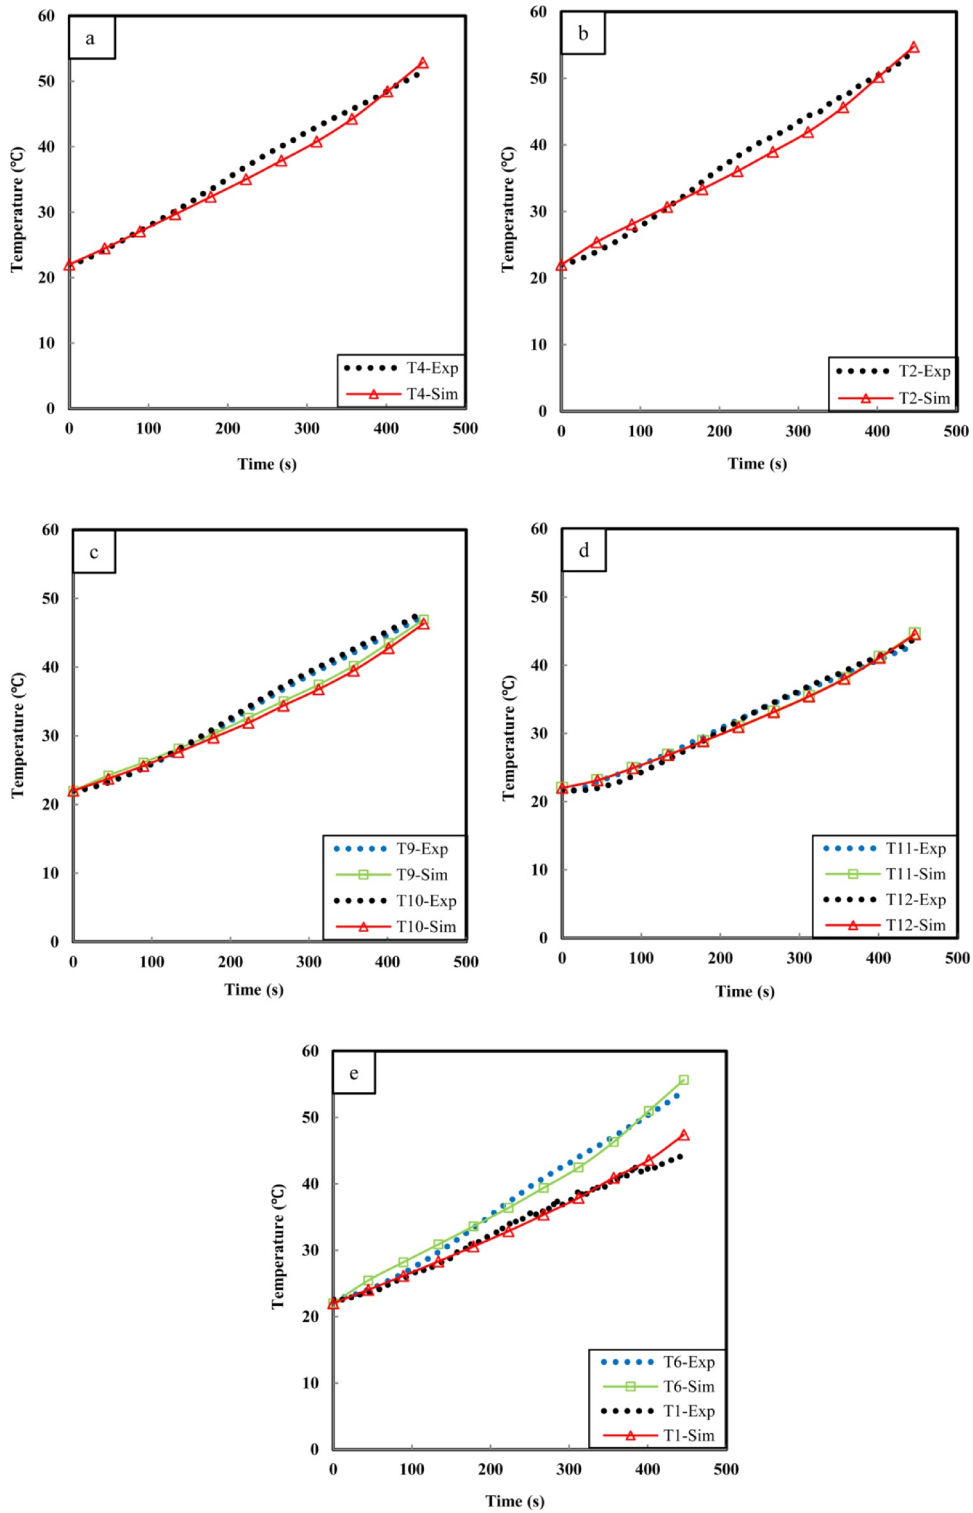 a
60
50
40
30
20
10
0
Temperature (℃)
0 100 200 300 400 500
Time (s)
T4-Exp
T4-Sim
b
60
50
40
30
20
10
0
Temperature (℃)
0 100 200 300 400 500
Time (s)
T2-Exp
T2-Sim
c
60
50
40
30
20
10
0
Temperature (℃)
0 100 200 300 400 500
Time (s)
T9-Exp
T9-Sim
T10-Exp
T10-Sim
d
60
50
40
30
20
10
0
Temperature (℃)
0 100 200 300 400 500
Time (s)
T11-Exp
T11-Sim
T12-Exp
T12-Sim
e
60
50
40
30
20
10
0
Temperature (℃)
0 100 200 300 400 500
Time (s)
T6-Exp
T6-Sim
T1-Exp
T1-Sim